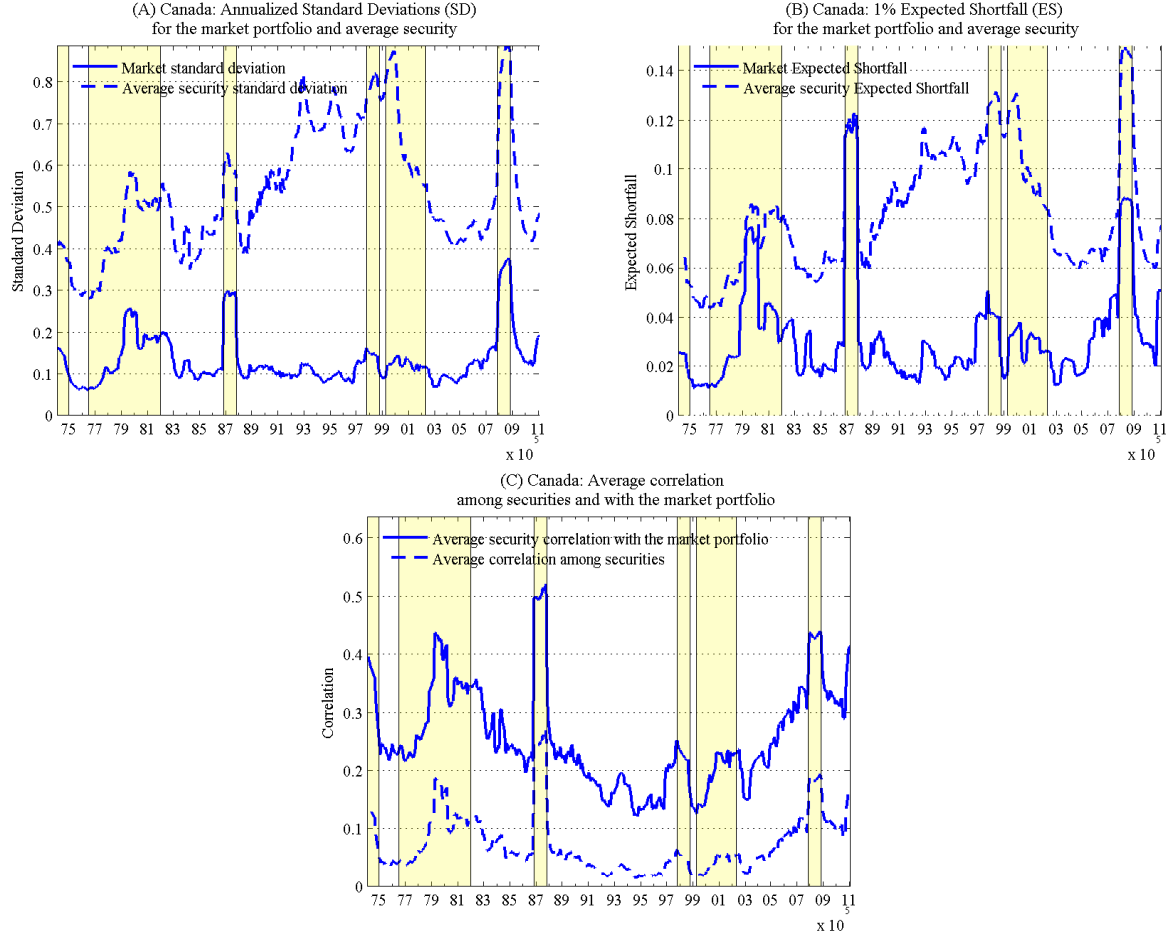 (A) Canada: Annualized Standard Deviations (SD)
for the market portfolio and average security
Market standard deviation
Average security standard deviation
Standard Deviation
0.8
0.7
0.6
0.5
0.4
0.3
0.2
0.1
0
75 77 79 81 83 85 87 89 91 93 95 97 99 01 03 05 07 09 11
x 10 5
(B) Canada: 1% Expected Shortfall (ES)
for the market portfolio and average security
Market Expected Shortfall
Average security Expected Shortfall
Expected Shortfall
0.14
0.12
0.10
0.08
0.06
0.04
0.02
0
75 77 79 81 83 85 87 89 91 93 95 97 99 01 03 05 07 09 11
x 10 5
(C) Canada: Average correlation
among securities and with the market portfolio
Average security correlation with the market portfolio
Average correlation among securities
Correlation
0.6
0.5
0.4
0.3
0.2
0.1
0
75 77 79 81 83 85 87 89 91 93 95 97 99 01 03 05 07 09 11
x 10 5